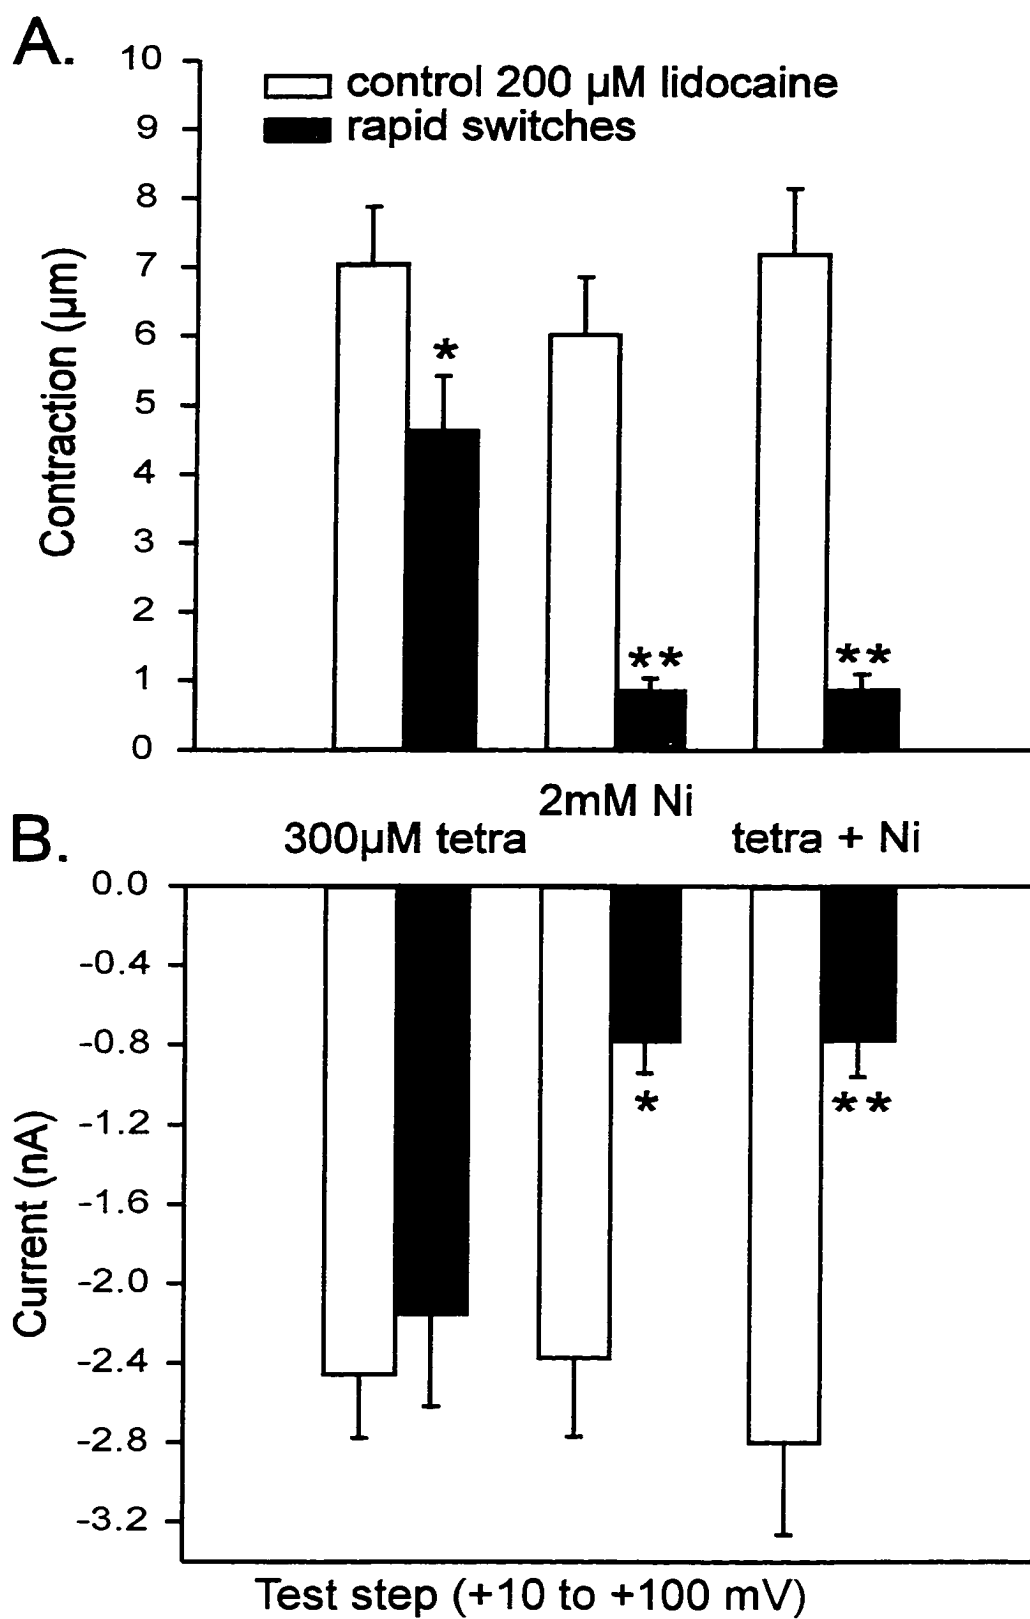 A.
10
control 200 µM lidocaine
rapid switches
9
8
7
6
5
4
3
2
1
0
Contraction (µm)
*
**
**
2mM Ni
300µM tetra
tetra + Ni
B.
0.0
-0.4
-0.8
-1.2
-1.6
-2.0
-2.4
-2.8
-3.2
Current (nA)
*
**
Test step (+10 to +100 mV)